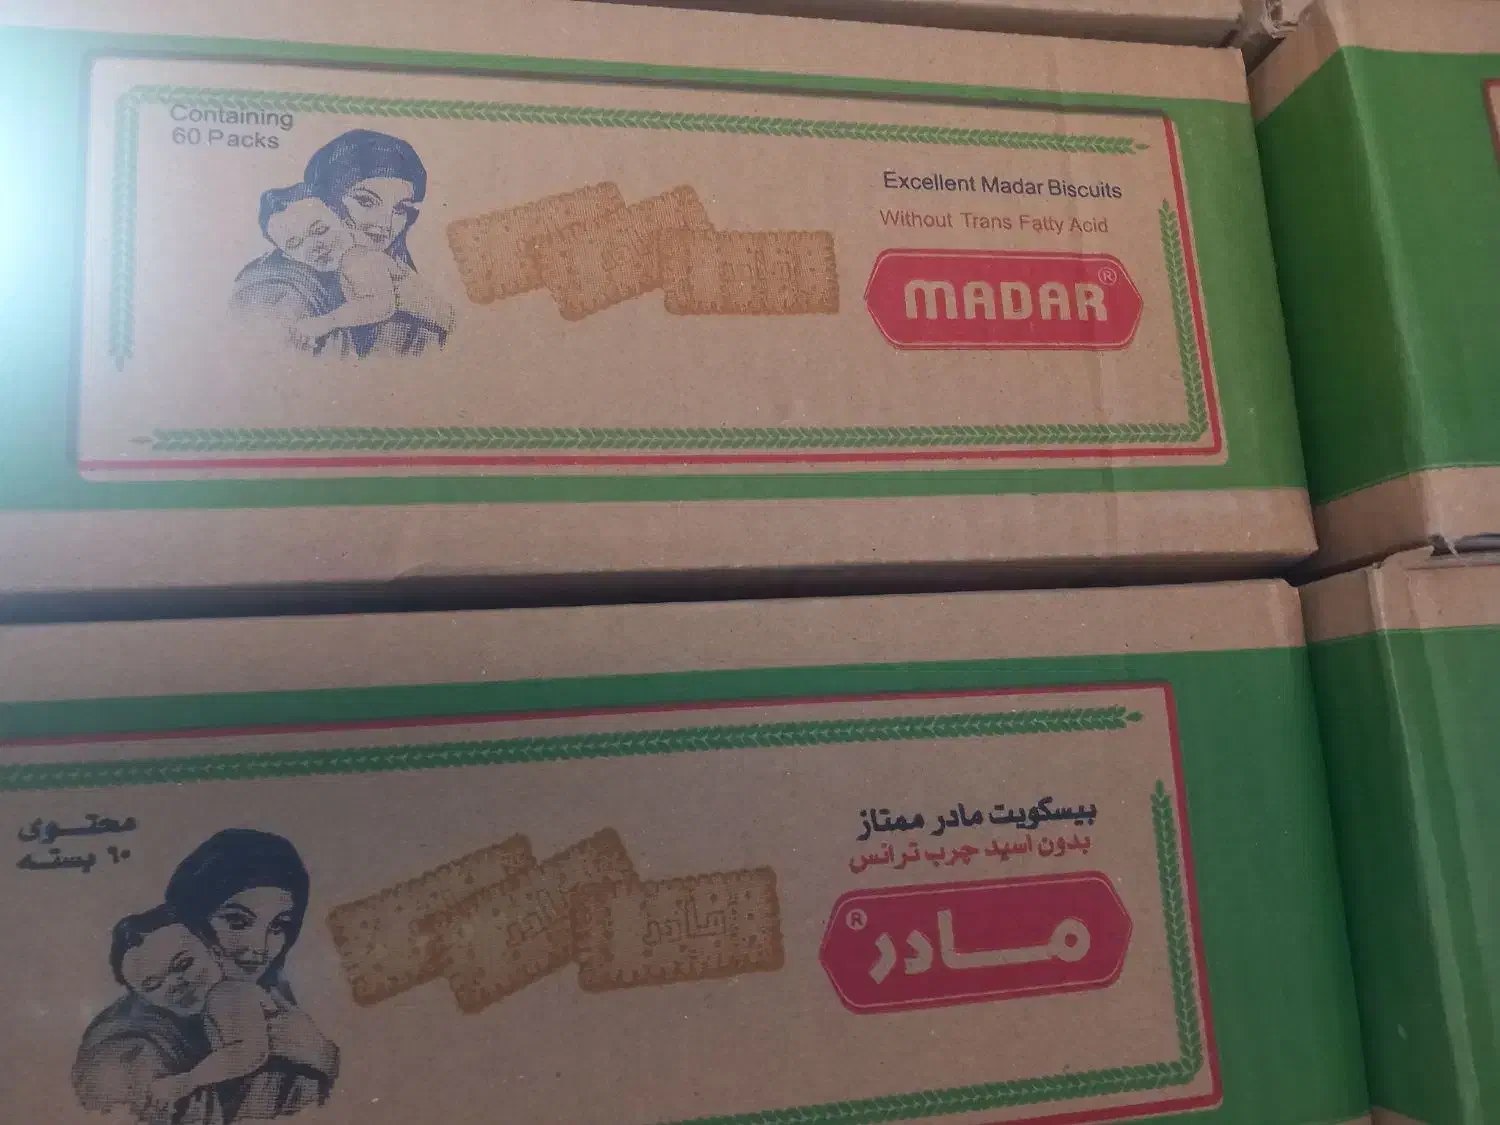 Containing
60 Packs
Excellent Madar Biscuits
Without Trans Fatty Acid
MADAR®
بیسکویت مادر ممتاز
بدون اسید چرب ترانس
مادر®
محتوی
۶۰ بسته
مادر